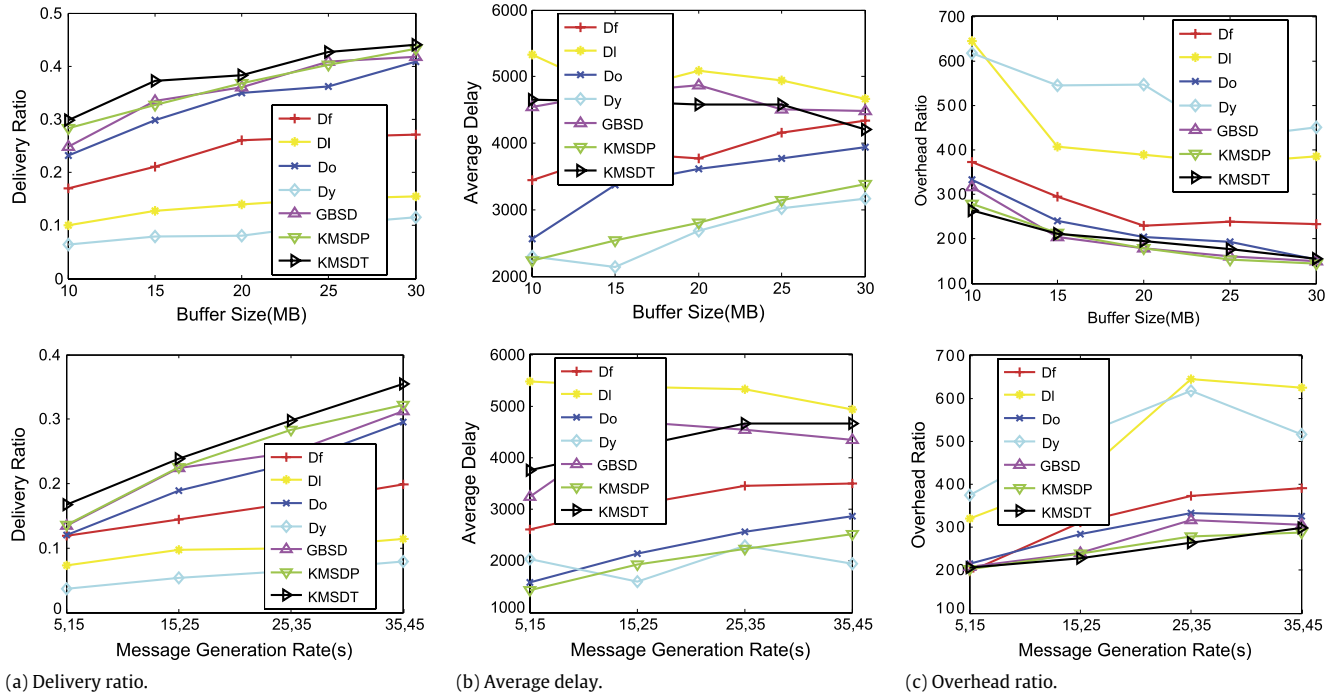 0.5
0.4
0.3
0.2
0.1
0
Delivery Ratio
Df
Dl
Do
Dy
GBSD
KMSDP
KMSDT
10 15 20 25 30
Buffer Size(MB)
6000
5000
4000
3000
2000
Average Delay
Df
Dl
Do
Dy
GBSD
KMSDP
KMSDT
10 15 20 25 30
Buffer Size(MB)
700
600
500
400
300
200
100
Overhead Ratio
Df
Dl
Do
Dy
GBSD
KMSDP
KMSDT
10 15 20 25 30
Buffer Size(MB)
0.4
0.3
0.2
0.1
0
Delivery Ratio
Df
Dl
Do
Dy
GBSD
KMSDP
KMSDT
5,15 15,25 25,35 35,45
Message Generation Rate(s)
6000
5000
4000
3000
2000
1000
Average Delay
Df
Dl
Do
Dy
GBSD
KMSDP
KMSDT
5,15 15,25 25,35 35,45
Message Generation Rate(s)
700
600
500
400
300
200
100
Overhead Ratio
Df
Dl
Do
Dy
GBSD
KMSDP
KMSDT
5,15 15,25 25,35 35,45
Message Generation Rate(s)
(a) Delivery ratio.
(b) Average delay.
(c) Overhead ratio.